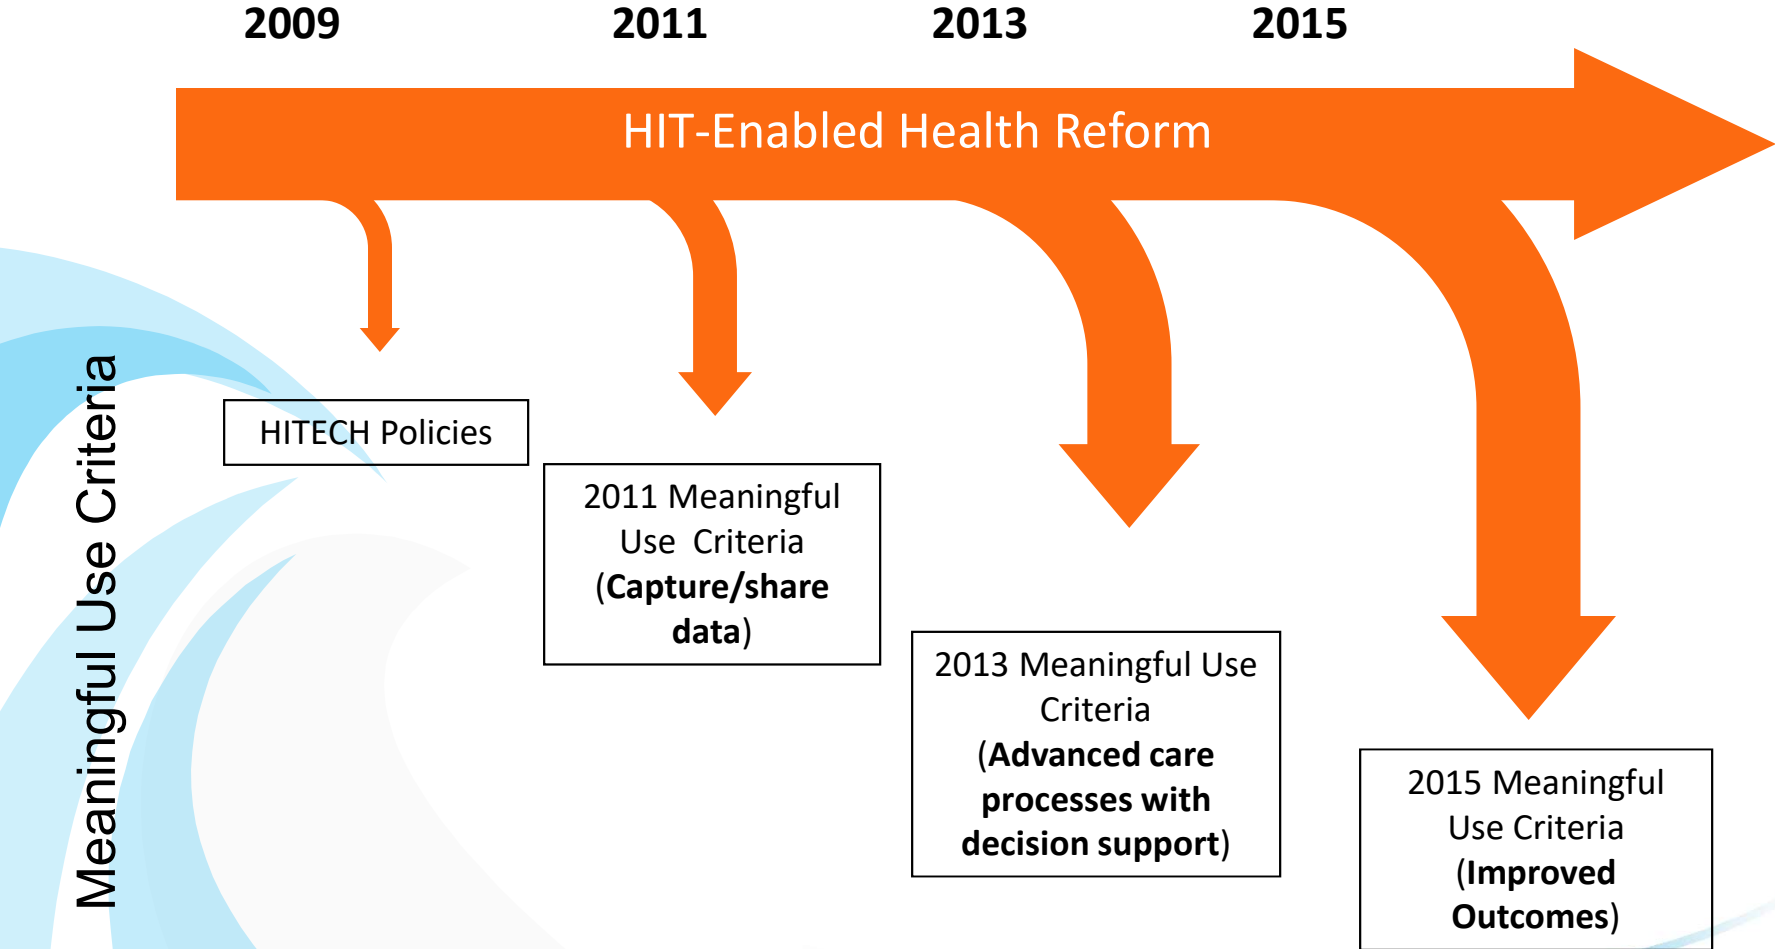 2009 2011 2013 2015
HIT-Enabled Health Reform
Meaningful Use Criteria
HITECH Policies
2011 Meaningful
Use Criteria
(Capture/share
data)
2013 Meaningful Use
Criteria
(Advanced care
processes with
decision support)
2015 Meaningful
Use Criteria
(Improved
Outcomes)